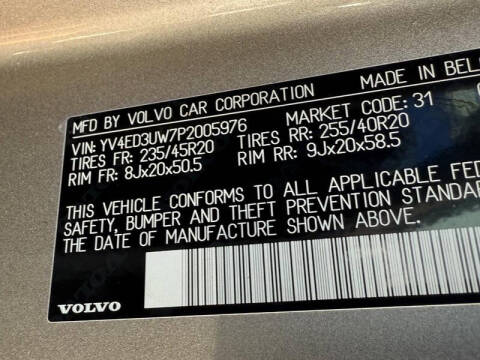 MFD BY VOLVO CAR CORPORATION MADE IN BEL
VIN: YV4ED3UW7P2005976 MARKET CODE: 31
TIRES FR: 235/45R20 TIRES RR: 255/40R20
RIM FR: 8Jx20x50.5 RIM RR: 9Jx20x58.5
THIS VEHICLE CONFORMS TO ALL APPLICABLE FEDE
SAFETY, BUMPER AND THEFT PREVENTION STANDAR
THE DATE OF MANUFACTURE SHOWN ABOVE.
VOLVO